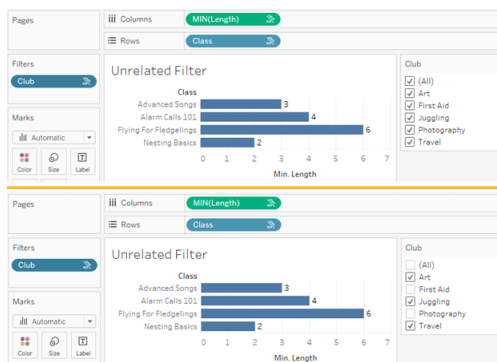 Pages
iii Columns
MIN(Length)
Rows
Class
Filters
Club
Marks
Automatic
Color
Size
Label
Unrelated Filter
Class
Advanced Songs
3
Alarm Calls 101
4
Flying For Fledgelings
6
Nesting Basics
2
0 1 2 3 4 5 6 7
Min. Length
Club
(All)
Art
First Aid
Juggling
Photography
Travel
Pages
iii Columns
MIN(Length)
Rows
Class
Filters
Club
Marks
Automatic
Color
Size
Label
Unrelated Filter
Class
Advanced Songs
3
Alarm Calls 101
4
Flying For Fledgelings
6
Nesting Basics
2
0 1 2 3 4 5 6 7
Min. Length
Club
(All)
Art
First Aid
Juggling
Photography
Travel